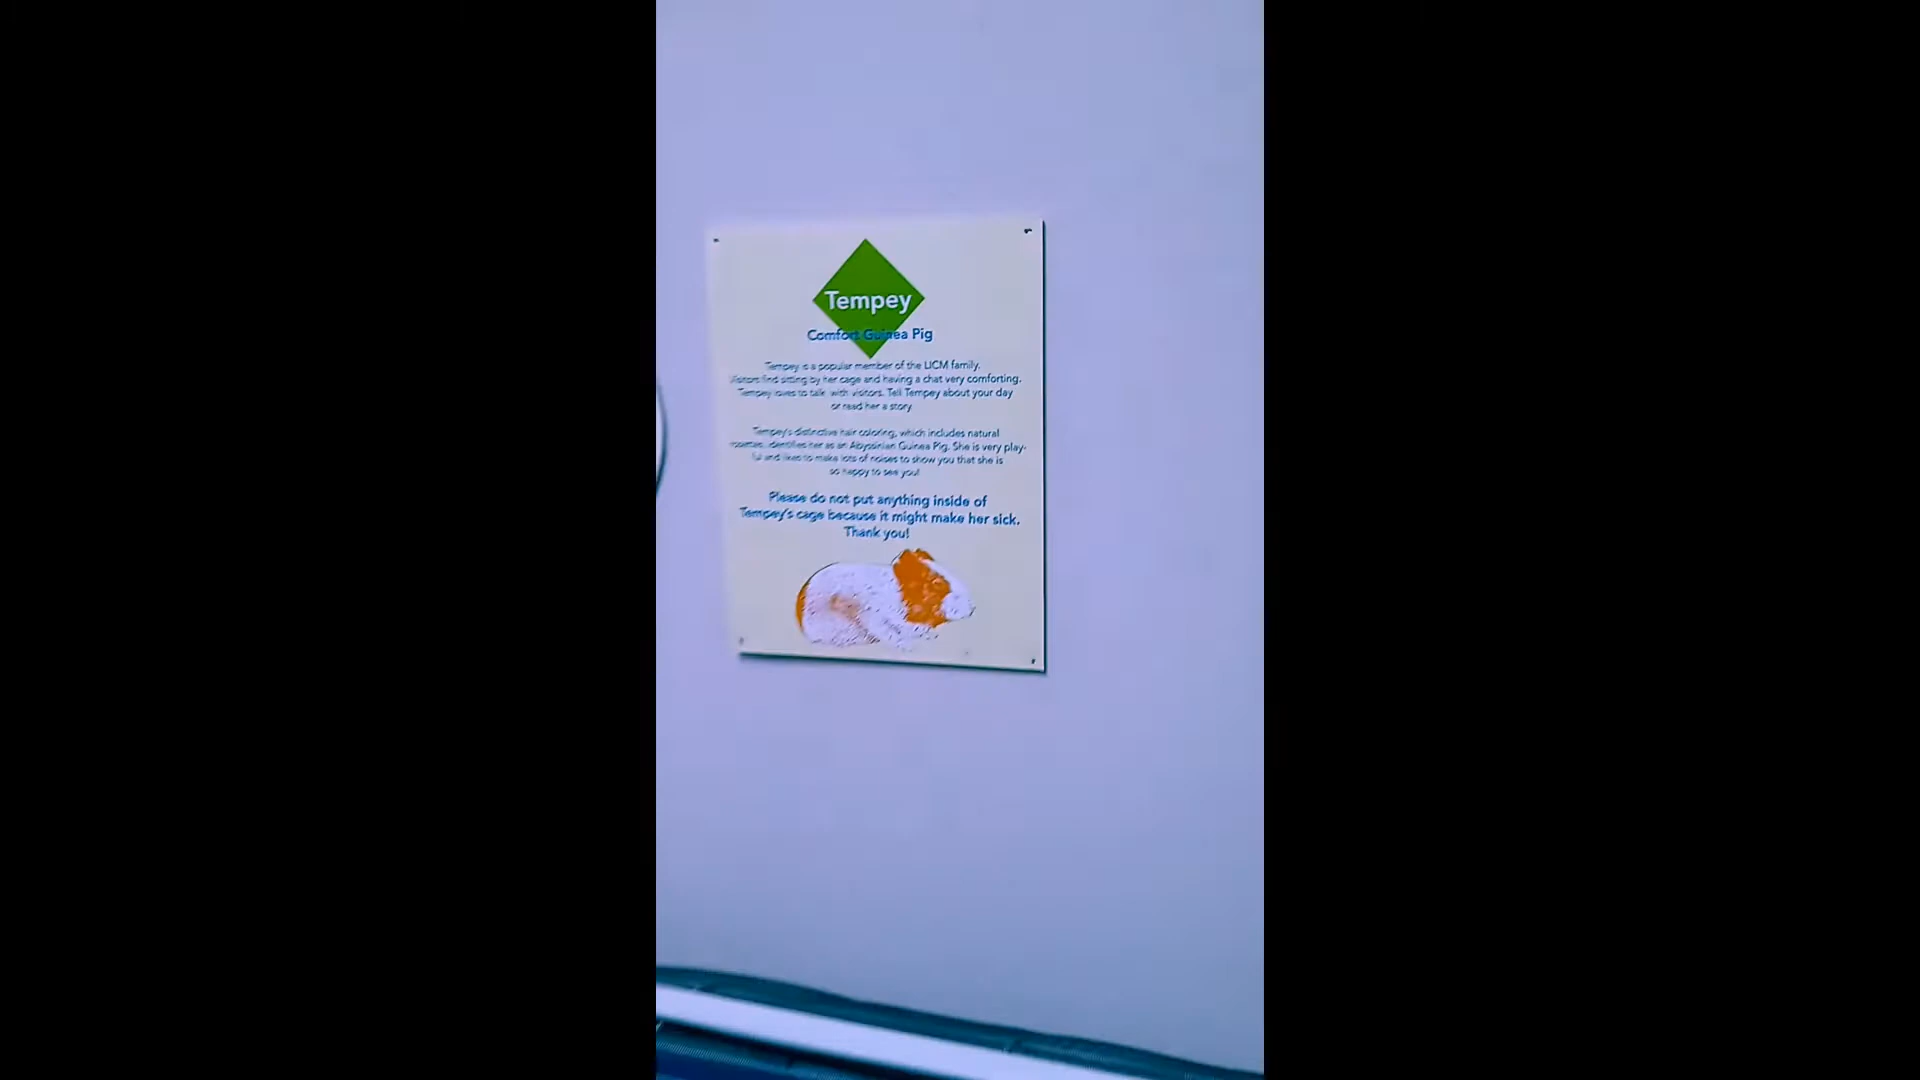 Tempey
Comfort Guinea Pig
Tempey is a popular member of the LICM family.
Visitors find sitting by her cage and having a chat very comforting.
Tempey loves to talk with visitors. Tell Tempey about your day
or read her a story
Tempey's distinctive hair coloring, which includes natural
rosettes, identifies her as an Abyssinian Guinea Pig. She is very play-
ful and likes to make lots of noises to show you that she is
so happy to see you!
Please do not put anything inside of
Tempey's cage because it might make her sick.
Thank you!